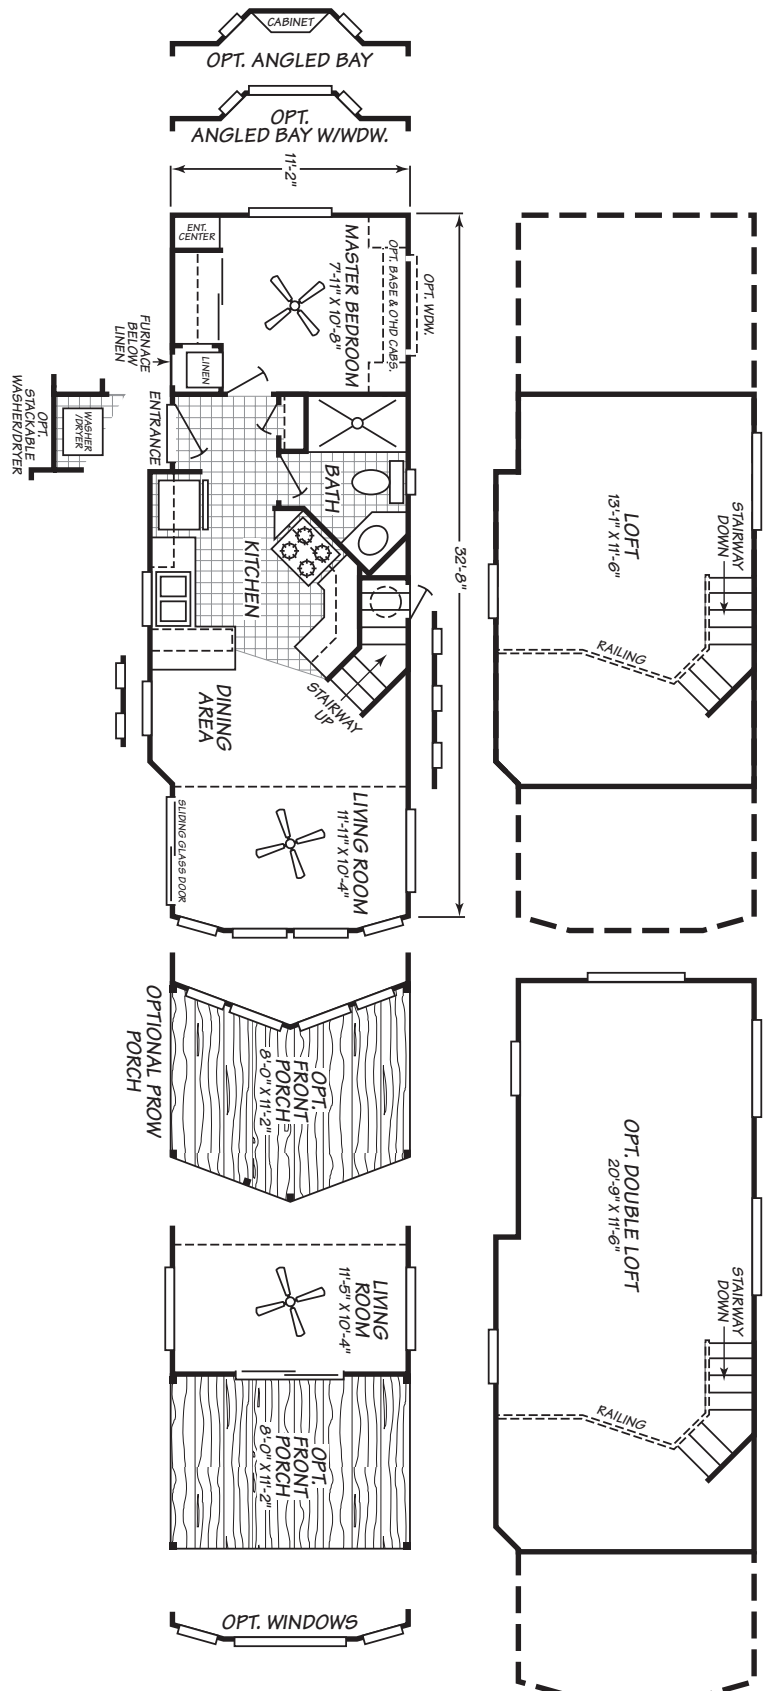 CABINET
OPT. ANGLED BAY
OPT.
ANGLED BAY W/WDW.
11'-2"
32'-8"
ENT.
CENTER
MASTER BEDROOM
7'-11" X 10'-8"
OPT. BASE & O'HD CABS.
OPT. WDW.
FURNACE
BELOW
LINEN
LINEN
ENTRANCE
OPT.
STACKABLE
WASHER/DRYER
WASHER
/DRYER
BATH
KITCHEN
STAIRWAY
UP
DINING
AREA
LIVING ROOM
11'-11" X 10'-4"
SLIDING GLASS DOOR
LOFT
13'-1" X 11'-6"
STAIRWAY
DOWN
RAILING
OPTIONAL PROW
PORCH
OPT.
FRONT
PORCH
8'-0" X 11'-2"
OPT. DOUBLE LOFT
20'-9" X 11'-6"
STAIRWAY
DOWN
RAILING
LIVING
ROOM
11'-5" X 10'-4"
OPT.
FRONT
PORCH
8'-0" X 11'-2"
OPT. WINDOWS